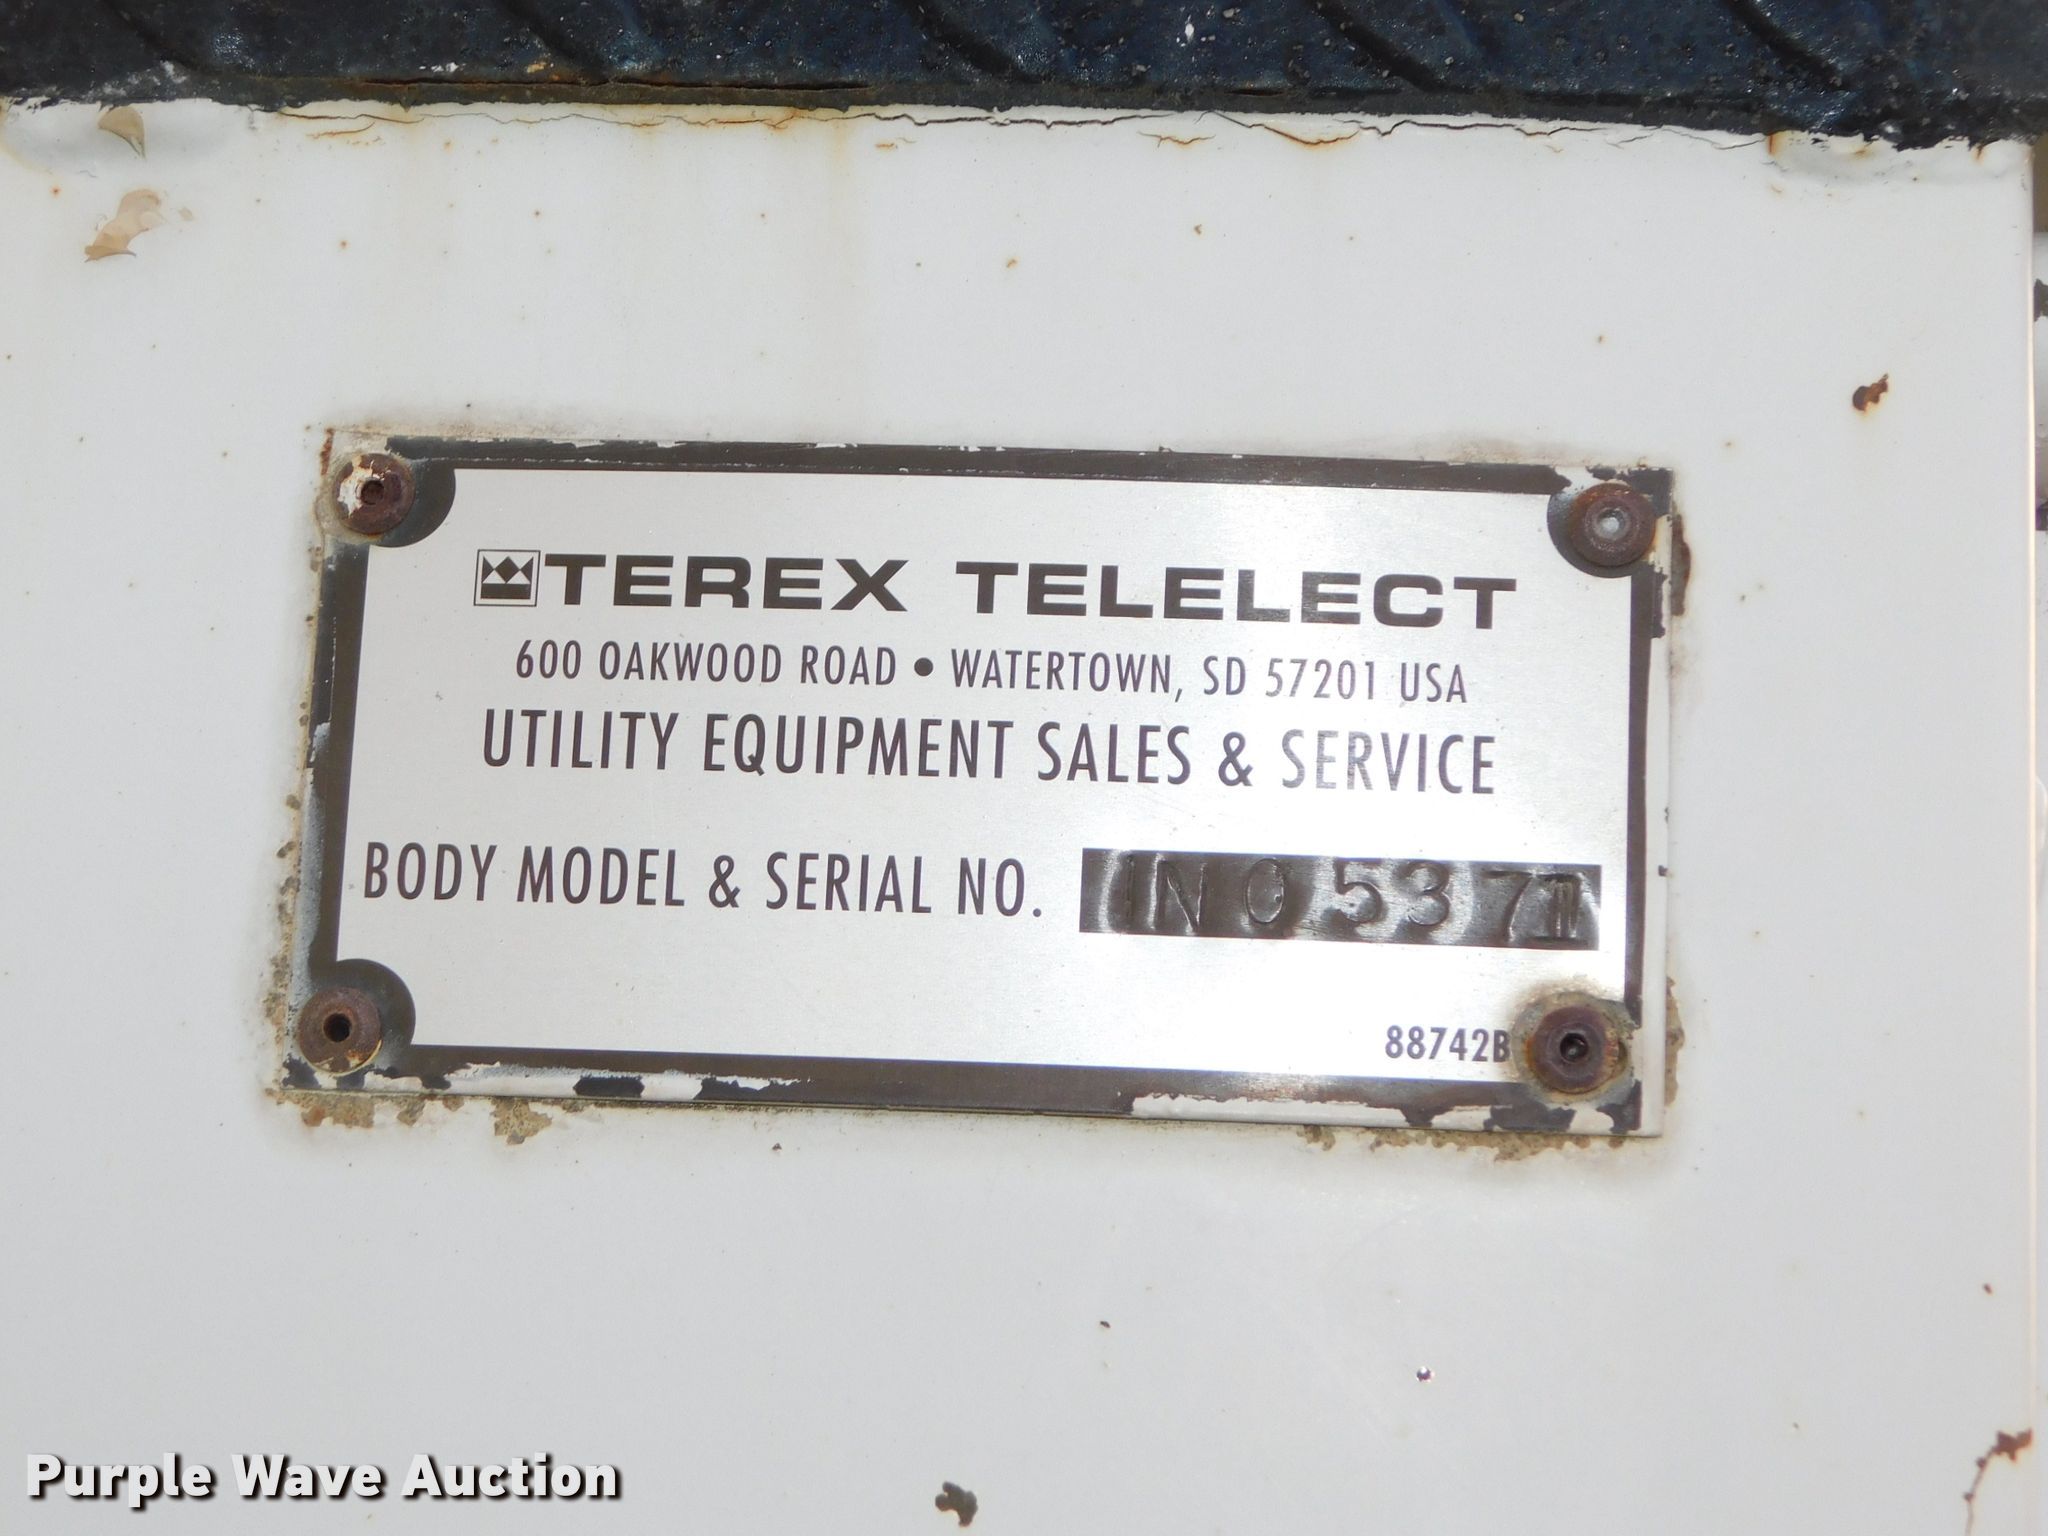 TEREX TELELECT
600 OAKWOOD ROAD • WATERTOWN, SD 57201 USA
UTILITY EQUIPMENT SALES & SERVICE
BODY MODEL & SERIAL NO.
88742B
Purple Wave Auction